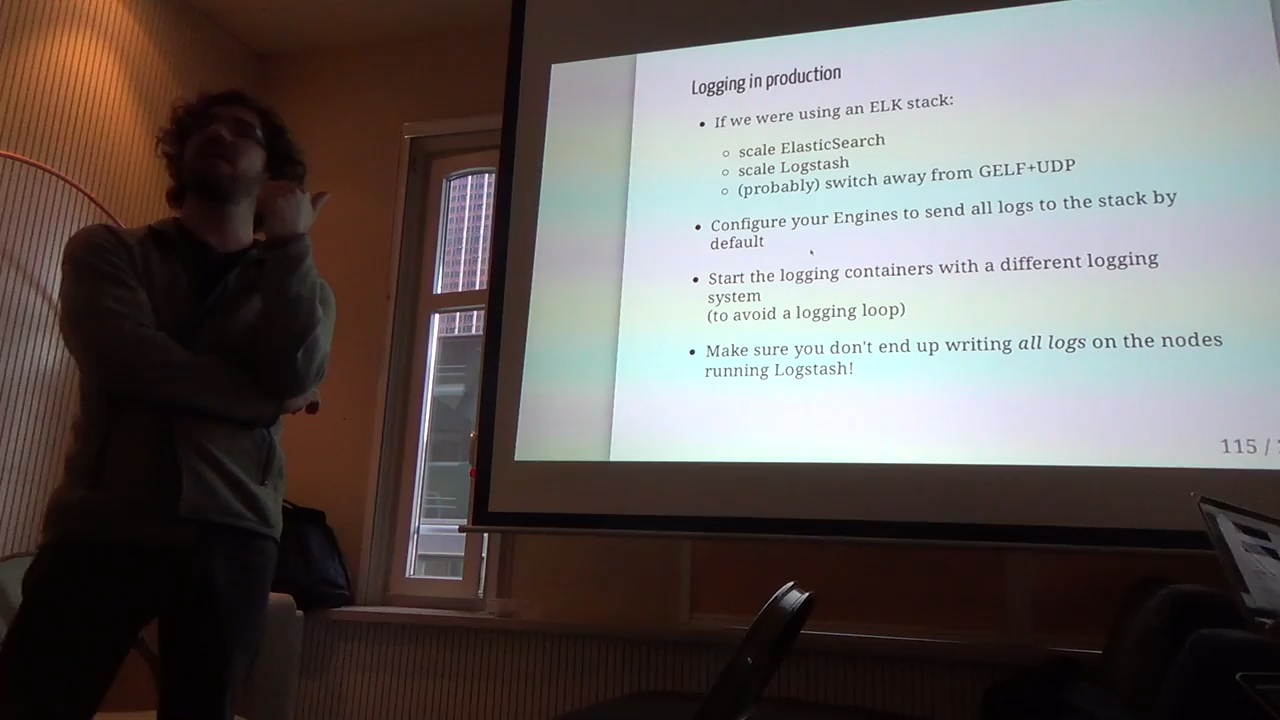 Logging in production
• If we were using an ELK stack:
○ scale ElasticSearch
○ scale Logstash
○ (probably) switch away from GELF+UDP
• Configure your Engines to send all logs to the stack by
default
• Start the logging containers with a different logging
system
(to avoid a logging loop)
• Make sure you don't end up writing all logs on the nodes
running Logstash!
115 /